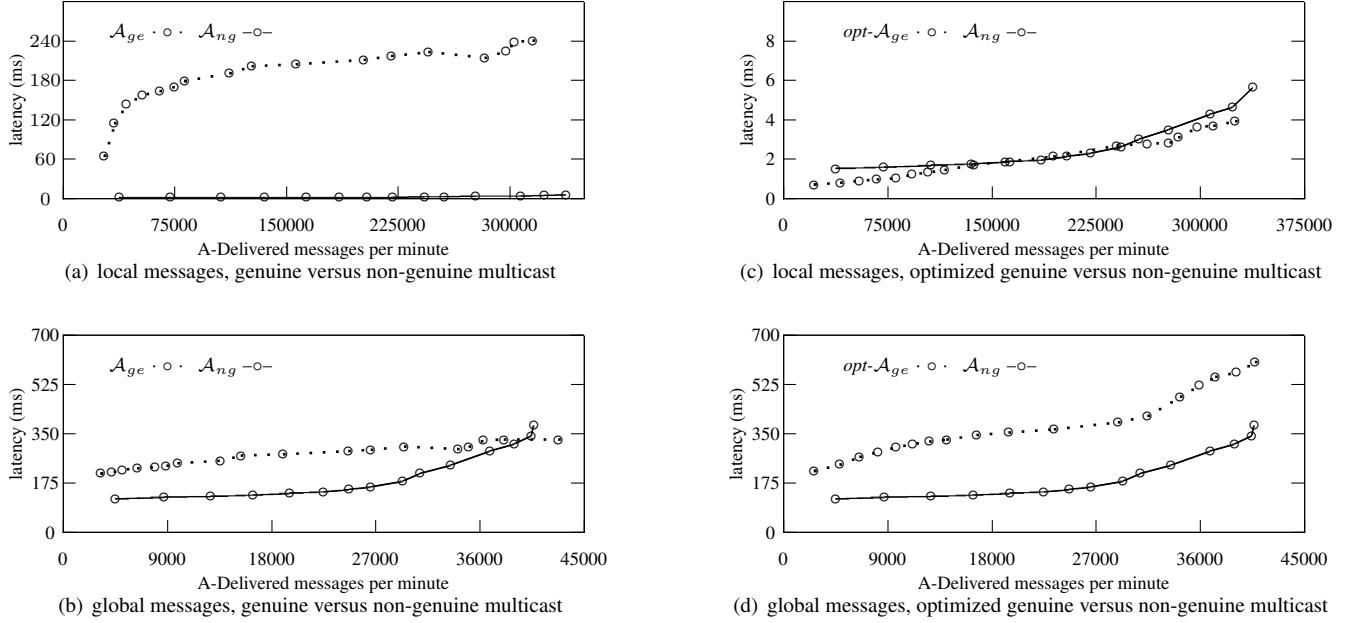 240
180
120
60
0
latency (ms)
𝒜ge 𝒜ng
0 75000 150000 225000 300000
A-Delivered messages per minute
(a) local messages, genuine versus non-genuine multicast
8
6
4
2
0
latency (ms)
opt-𝒜ge 𝒜ng
0 75000 150000 225000 300000 375000
A-Delivered messages per minute
(c) local messages, optimized genuine versus non-genuine multicast
700
525
350
175
0
latency (ms)
𝒜ge 𝒜ng
0 9000 18000 27000 36000 45000
A-Delivered messages per minute
(b) global messages, genuine versus non-genuine multicast
700
525
350
175
0
latency (ms)
opt-𝒜ge 𝒜ng
0 9000 18000 27000 36000 45000
A-Delivered messages per minute
(d) global messages, optimized genuine versus non-genuine multicast